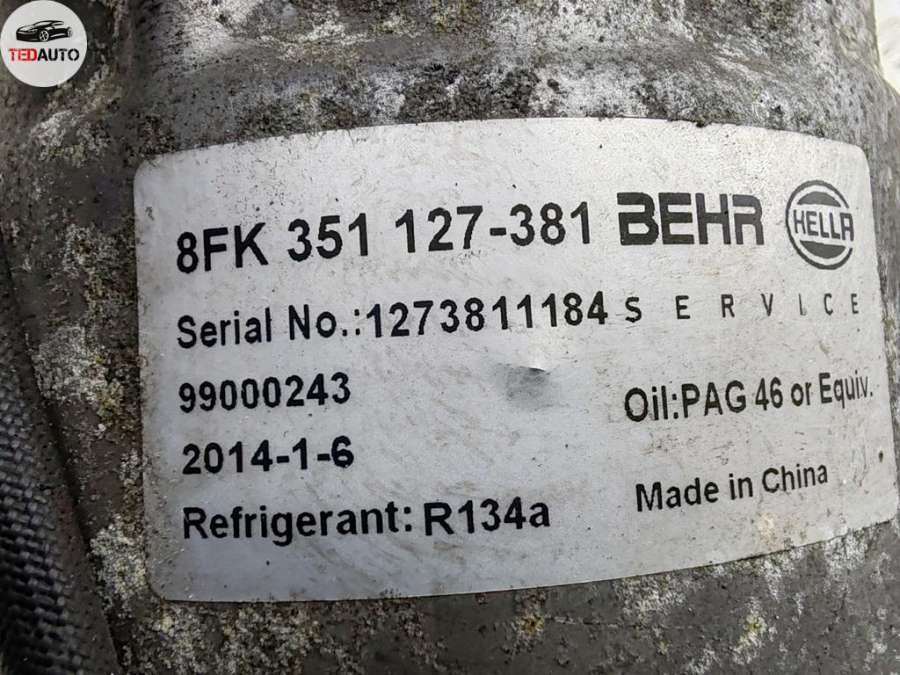 TEDAUTO
8FK 351 127-381 BEHR HELLA
Serial No.:1273811184 SERVICE
99000243
Oil:PAG 46 or Equiv.
2014-1-6
Made in China
Refrigerant: R134a